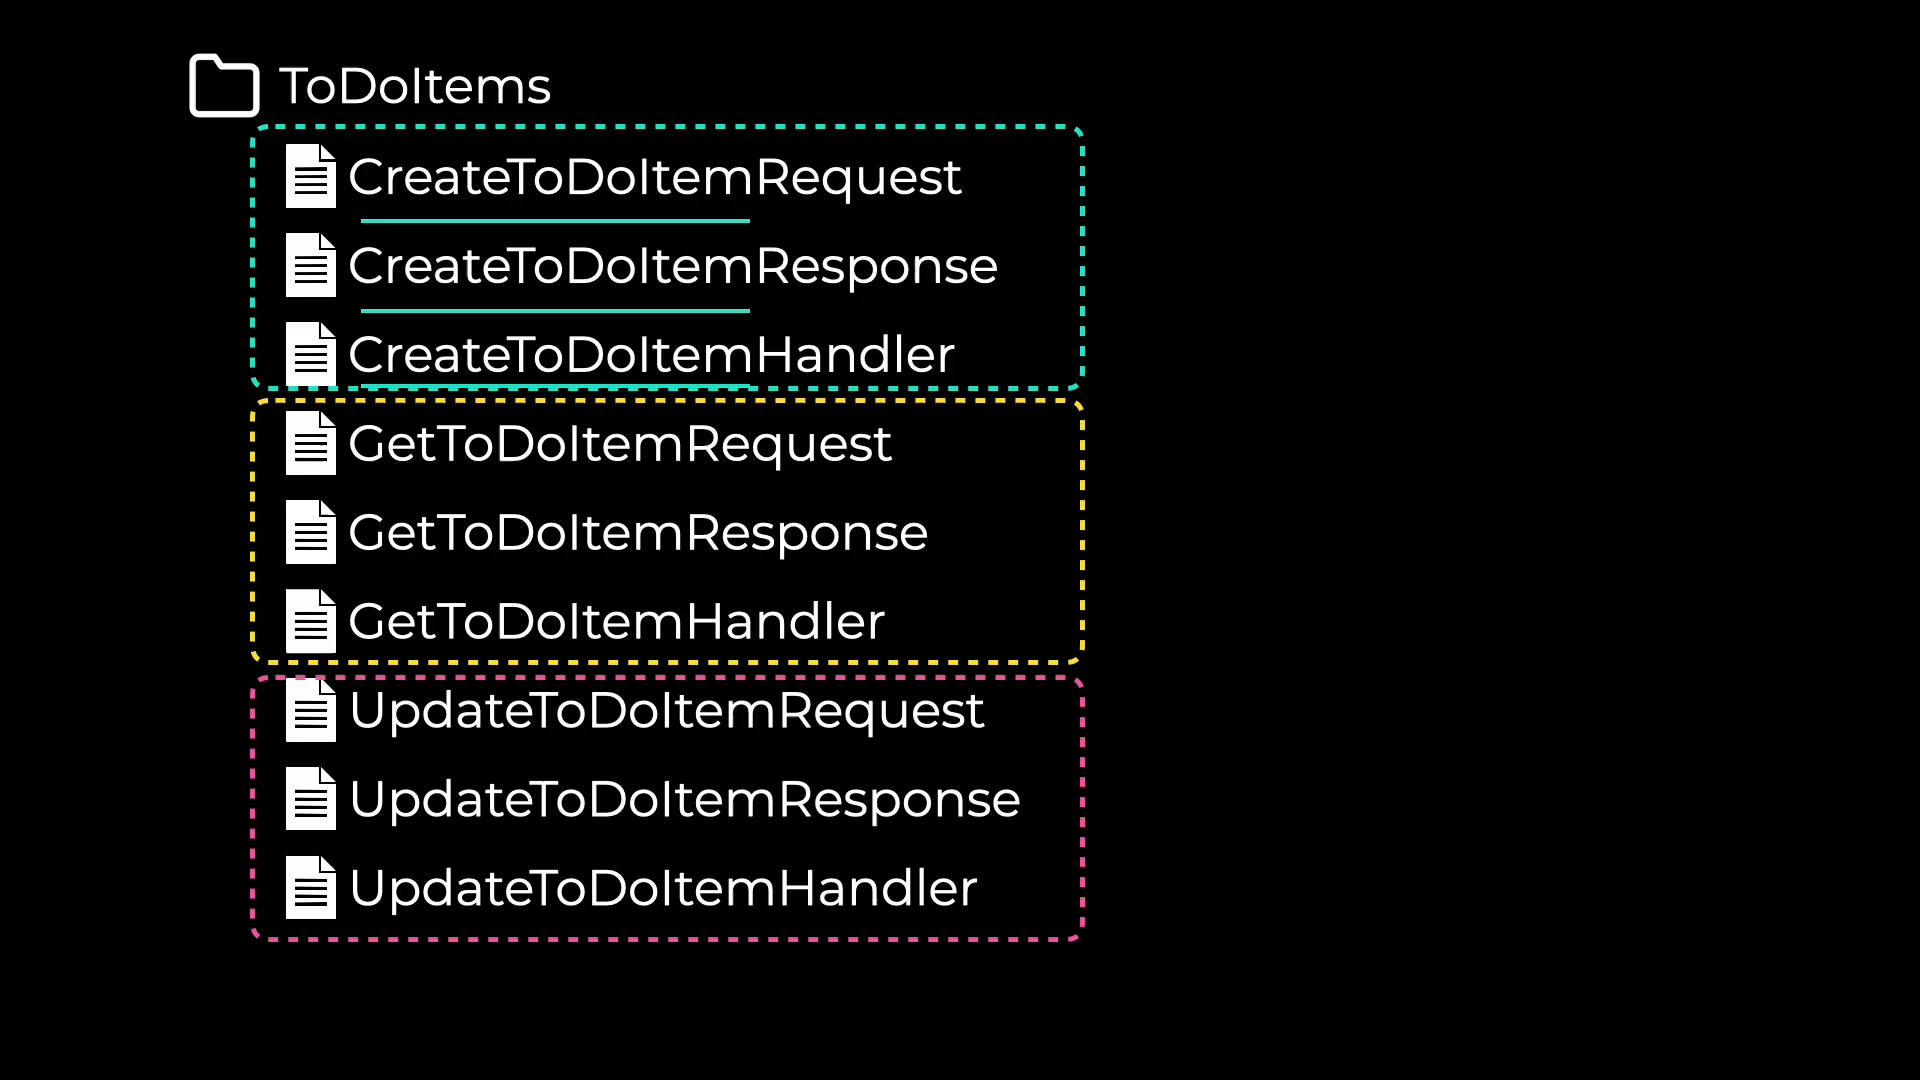 ToDoItems
CreateToDoItemRequest
CreateToDoItemResponse
CreateToDoItemHandler
GetToDoItemRequest
GetToDoItemResponse
GetToDoItemHandler
UpdateToDoItemRequest
UpdateToDoItemResponse
UpdateToDoItemHandler